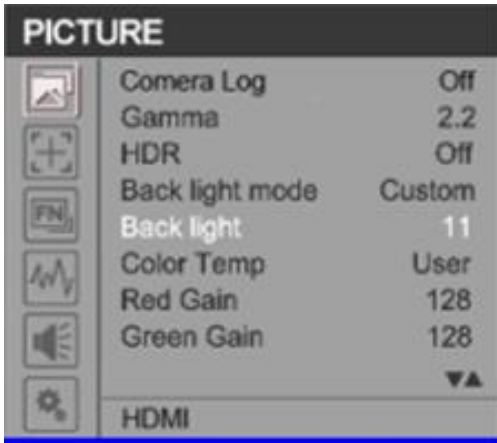 PICTURE
Comera Log Off
Gamma 2.2
HDR Off
Back light mode Custom
Back light 11
Color Temp User
Red Gain 128
Green Gain 128
FN
HDMI